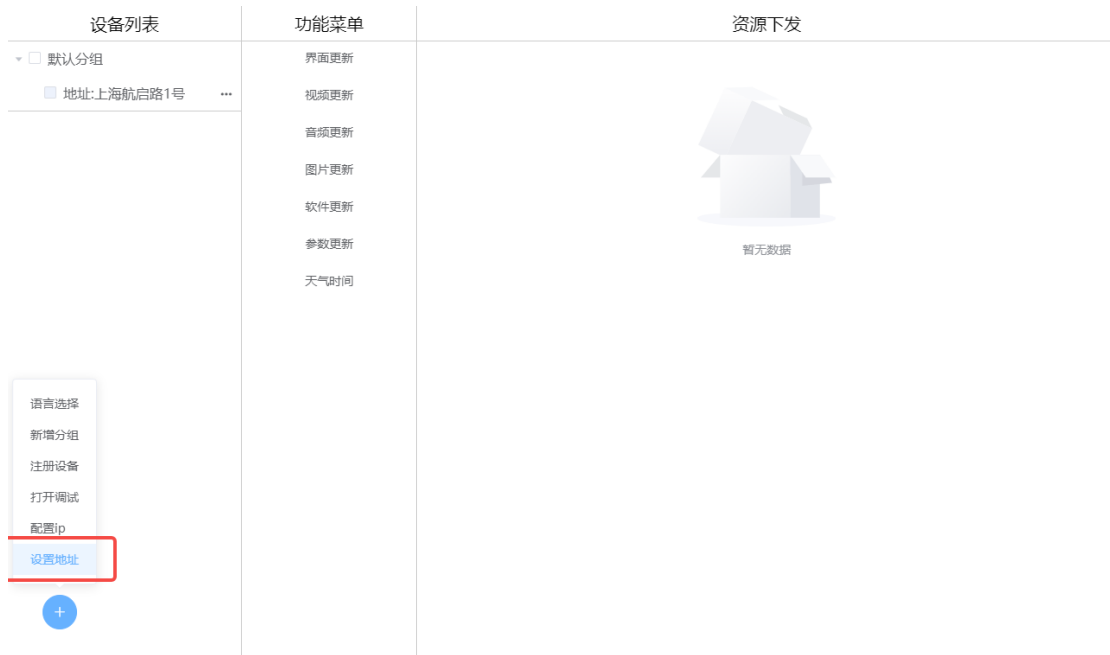 设备列表
功能菜单
资源下发
默认分组
地址:上海航启路1号
界面更新
视频更新
音频更新
图片更新
软件更新
参数更新
天气时间
暂无数据
语言选择
新增分组
注册设备
打开调试
配置ip
设置地址